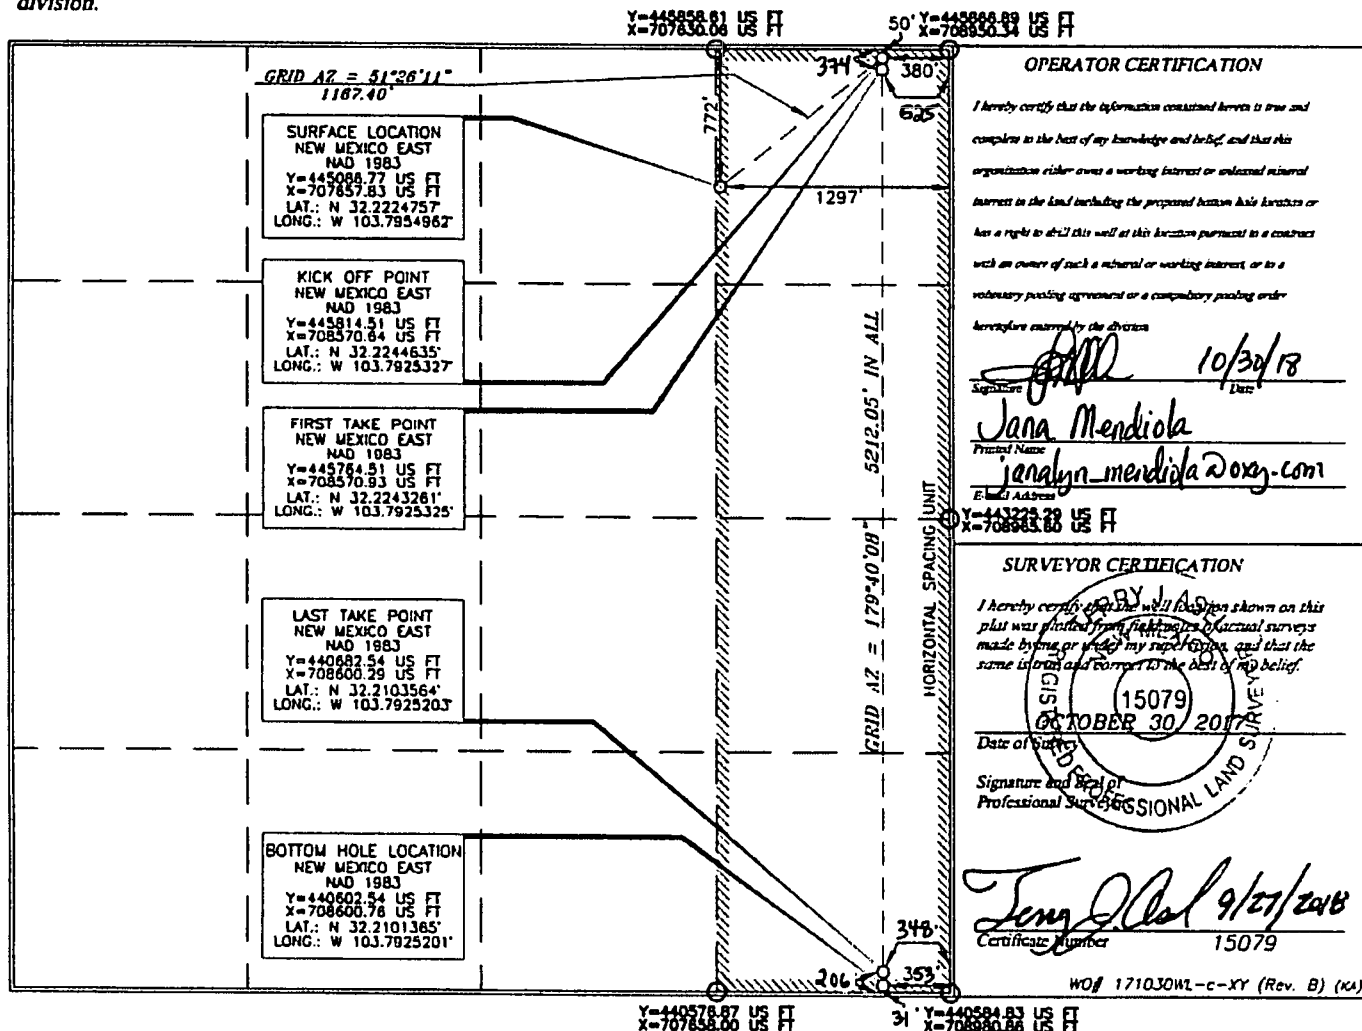 division.
Y=445858.61 US FT
X=707630.06 US FT
50'
Y=445866.89 US FT
X=708950.34 US FT
GRID AZ = 51°26'11"
1167.40'
772'
374
380'
625'
1297'
SURFACE LOCATION
NEW MEXICO EAST
NAD 1983
Y=445086.77 US FT
X=707657.83 US FT
LAT.: N 32.2224757°
LONG.: W 103.7954962°
KICK OFF POINT
NEW MEXICO EAST
NAD 1983
Y=445814.51 US FT
X=708570.64 US FT
LAT.: N 32.2244635°
LONG.: W 103.7925327°
FIRST TAKE POINT
NEW MEXICO EAST
NAD 1983
Y=445764.51 US FT
X=708570.93 US FT
LAT.: N 32.2243261°
LONG.: W 103.7925325°
LAST TAKE POINT
NEW MEXICO EAST
NAD 1983
Y=440682.54 US FT
X=708600.29 US FT
LAT.: N 32.2103564°
LONG.: W 103.7925203°
BOTTOM HOLE LOCATION
NEW MEXICO EAST
NAD 1983
Y=440602.54 US FT
X=708600.76 US FT
LAT.: N 32.2101365°
LONG.: W 103.7925201°
GRID AZ = 179°40'08" 5212.05' IN ALL
HORIZONTAL SPACING UNIT
348'
206
353'
31'
Y=440578.87 US FT
X=707658.00 US FT
Y=440584.83 US FT
X=708980.86 US FT
OPERATOR CERTIFICATION
I hereby certify that the information contained herein is true and
complete to the best of my knowledge and belief, and that this
organization either owns a working interest or unleased mineral
interest in the land including the proposed bottom hole location or
has a right to drill this well at this location pursuant to a contract
with an owner of such a mineral or working interest, or to a
voluntary pooling agreement or a compulsory pooling order
heretofore entered by the division
10/30/18
Signature Date
Jana Mendiola
Printed Name
janalyn_mendiola@oxy.com
E-mail Address
Y=443225.29 US FT
X=708965.60 US FT
SURVEYOR CERTIFICATION
I hereby certify that the well location shown on this
plat was plotted from field notes of actual surveys
made by me or under my supervision, and that the
same is true and correct to the best of my belief.
TERRY J. ASEL
NEW MEXICO
15079
REGISTERED PROFESSIONAL LAND SURVEYOR
OCTOBER 30, 2017
Date of Survey
Signature and Seal of
Professional Surveyor
Terry J. Asel 9/27/2018
Certificate Number 15079
WO# 171030WL-c-XY (Rev. B) (KA)